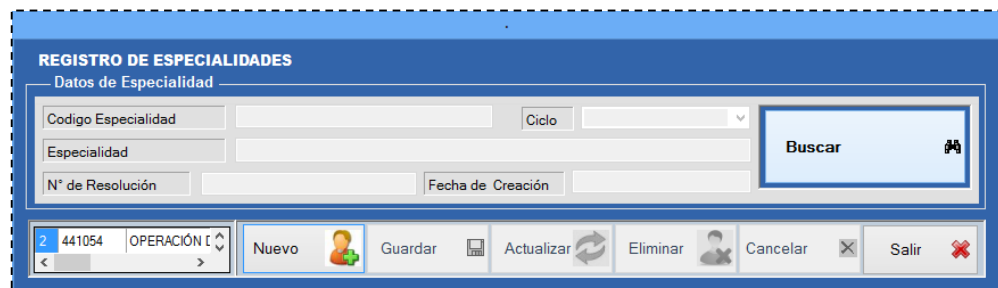 REGISTRO DE ESPECIALIDADES
Datos de Especialidad
Codigo Especialidad Ciclo
Especialidad
Buscar
N° de Resolución Fecha de Creación
2 441054 OPERACIÓN
Nuevo Guardar Actualizar Eliminar Cancelar Salir